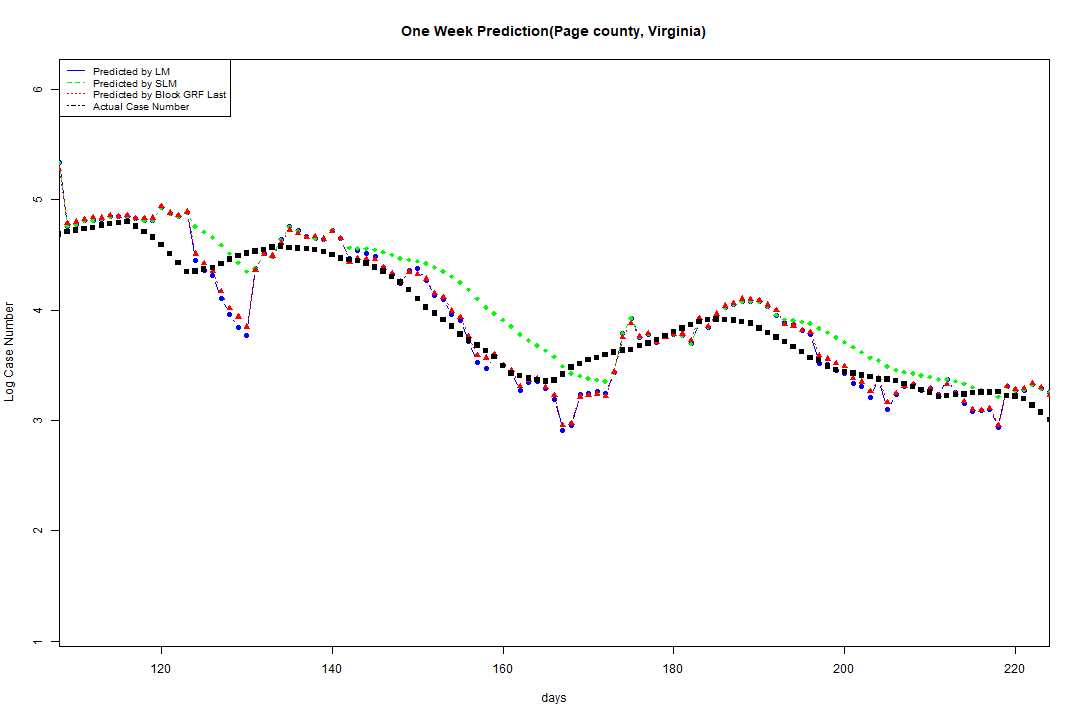 One Week Prediction(Page county, Virginia)
Predicted by LM
Predicted by SLM
Predicted by Block GRF Last
Actual Case Number
6
5
4
3
2
1
Log Case Number
120 140 160 180 200 220
days